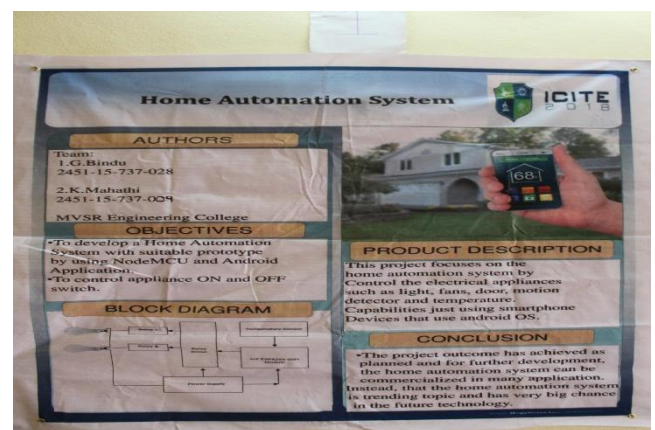 Home Automation System
ICITE
2018
AUTHORS
Team:
1.G.Bindu
2451-15-737-028
2.K.Mahathi
2451-15-737-009
MVSR Engineering College
OBJECTIVES
•To develop a Home Automation
System with suitable prototype
by using NodeMCU and Android
Application.
•To control appliance ON and OFF
switch.
BLOCK DIAGRAM
Power Supply
68
PRODUCT DESCRIPTION
This project focuses on the
home automation system by
Control the electrical appliances
such as light, fans, door, motion
detector and temperature.
Capabilities just using smartphone
Devices that use android OS.
CONCLUSION
•The project outcome has achieved as
planned and for further development,
the home automation system can be
commercialized in many application.
Instead, that the home automation system
is trending topic and has very big chance
in the future technology.